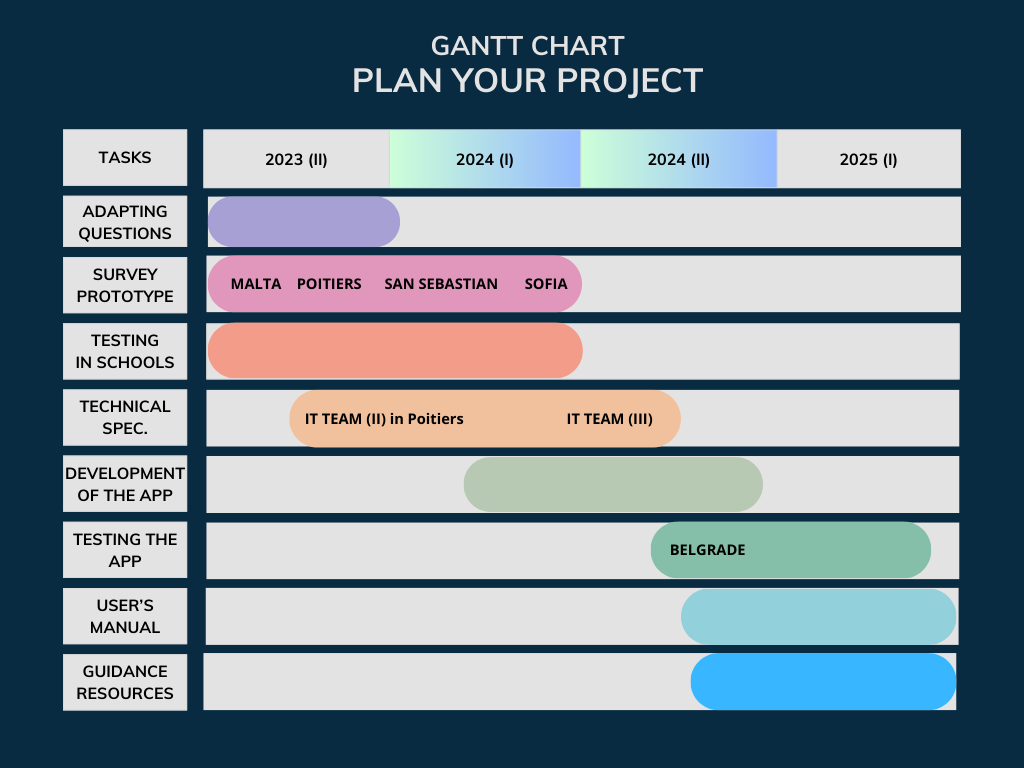 GANTT CHART
PLAN YOUR PROJECT
TASKS
2023 (II)
2024 (I)
2024 (II)
2025 (I)
ADAPTING
QUESTIONS
SURVEY
PROTOTYPE
MALTA POITIERS SAN SEBASTIAN SOFIA
TESTING
IN SCHOOLS
TECHNICAL
SPEC.
IT TEAM (II) in Poitiers
IT TEAM (III)
DEVELOPMENT
OF THE APP
TESTING THE
APP
BELGRADE
USER’S
MANUAL
GUIDANCE
RESOURCES